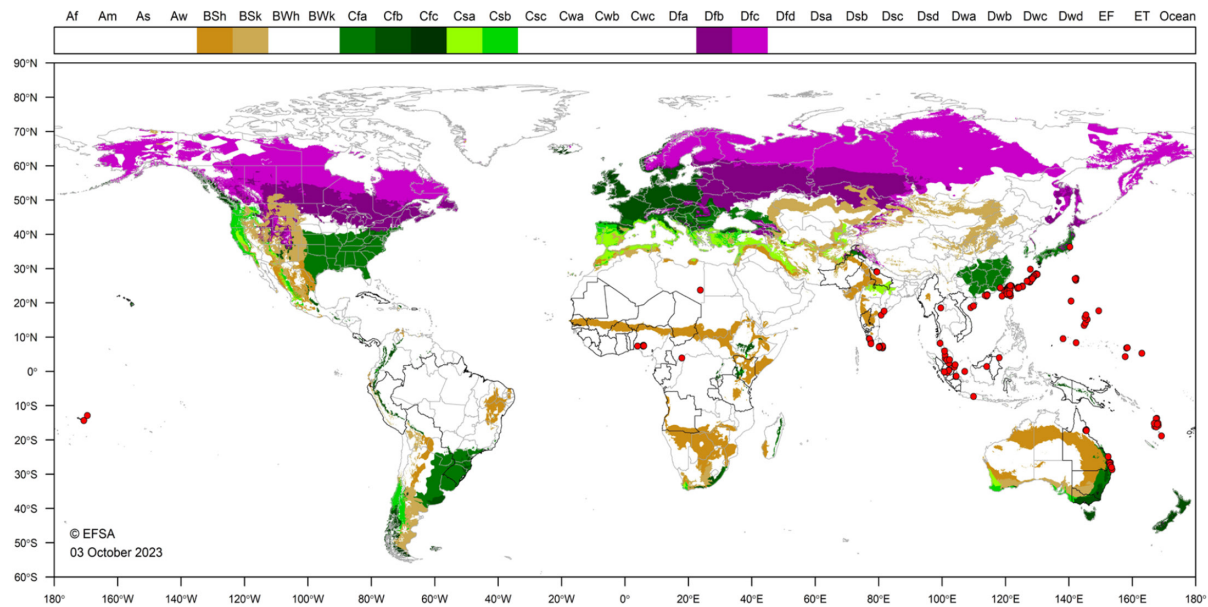 Af Am As Aw BSh BSk BWh BWk Cfa Cfb Cfc Csa Csb Csc Cwa Cwb Cwc Dfa Dfb Dfc Dfd Dsa Dsb Dsc Dsd Dwa Dwb Dwc Dwd EF ET Ocean
90°N
80°N
70°N
60°N
50°N
40°N
30°N
20°N
10°N
0°
10°S
20°S
30°S
40°S
50°S
60°S
© EFSA
03 October 2023
180° 160°W 140°W 120°W 100°W 80°W 60°W 40°W 20°W 0° 20°E 40°E 60°E 80°E 100°E 120°E 140°E 160°E 180°